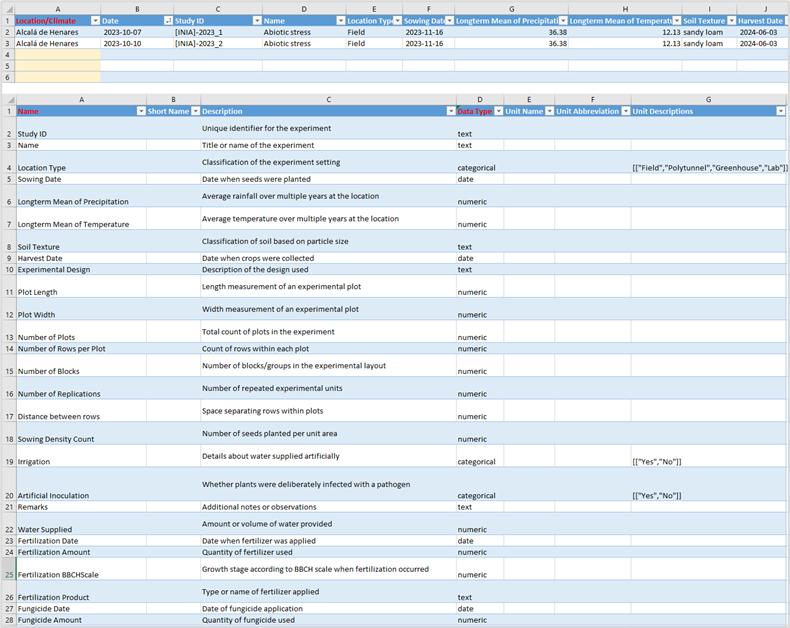 A B C D E F G H I J
1 Location/Climate Date Study ID Name Location Type Sowing Date Longterm Mean of Precipitati Longterm Mean of Temperatu Soil Texture Harvest Date
2 Alcalá de Henares 2023-10-07 [INIA]-2023_1 Abiotic stress Field 2023-11-16 36.38 12.13 sandy loam 2024-06-03
3 Alcalá de Henares 2023-10-10 [INIA]-2023_2 Abiotic stress Field 2023-11-16 36.38 12.13 sandy loam 2024-06-03
4
5
6
A B C D E F G
1 Name Short Name Description Data Type Unit Name Unit Abbreviation Unit Descriptions
2 Study ID Unique identifier for the experiment text
3 Name Title or name of the experiment text
4 Location Type Classification of the experiment setting categorical [["Field","Polytunnel","Greenhouse","Lab"]]
5 Sowing Date Date when seeds were planted date
6 Longterm Mean of Precipitation Average rainfall over multiple years at the location numeric
7 Longterm Mean of Temperature Average temperature over multiple years at the location numeric
8 Soil Texture Classification of soil based on particle size text
9 Harvest Date Date when crops were collected date
10 Experimental Design Description of the design used text
11 Plot Length Length measurement of an experimental plot numeric
12 Plot Width Width measurement of an experimental plot numeric
13 Number of Plots Total count of plots in the experiment numeric
14 Number of Rows per Plot Count of rows within each plot numeric
15 Number of Blocks Number of blocks/groups in the experimental layout numeric
16 Number of Replications Number of repeated experimental units numeric
17 Distance between rows Space separating rows within plots numeric
18 Sowing Density Count Number of seeds planted per unit area numeric
19 Irrigation Details about water supplied artificially categorical [["Yes","No"]]
20 Artificial Inoculation Whether plants were deliberately infected with a pathogen categorical [["Yes","No"]]
21 Remarks Additional notes or observations text
22 Water Supplied Amount or volume of water provided numeric
23 Fertilization Date Date when fertilizer was applied date
24 Fertilization Amount Quantity of fertilizer used numeric
25 Fertilization BBCHScale Growth stage according to BBCH scale when fertilization occurred numeric
26 Fertilization Product Type or name of fertilizer applied text
27 Fungicide Date Date of fungicide application date
28 Fungicide Amount Quantity of fungicide used numeric